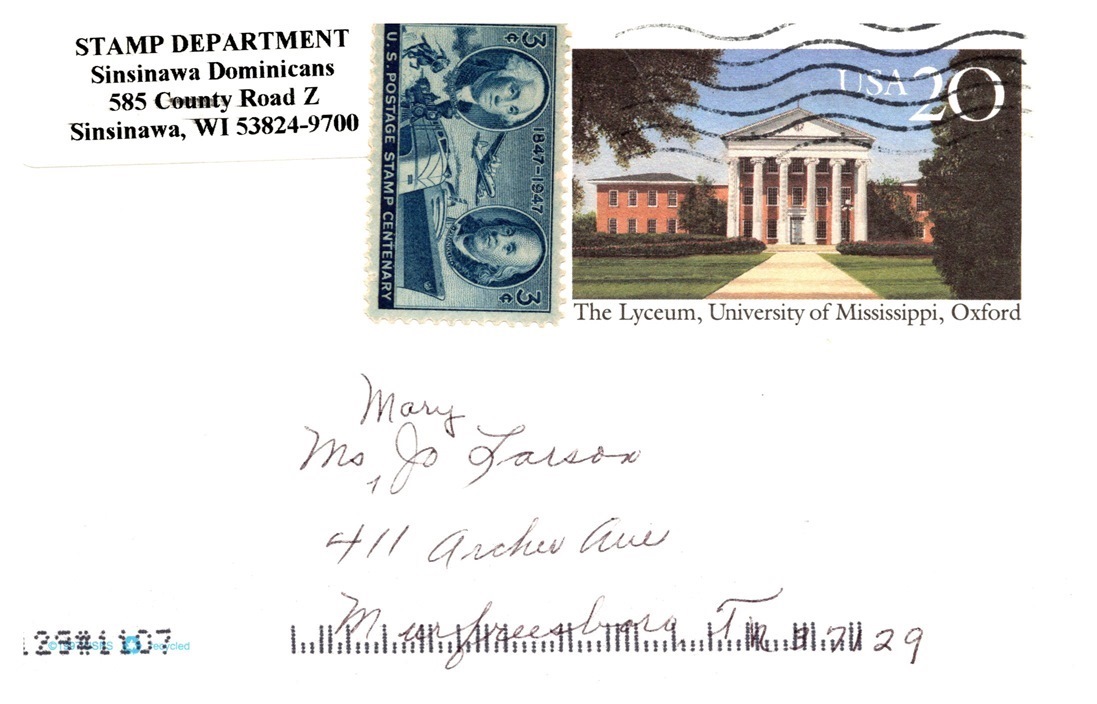 STAMP DEPARTMENT
Sinsinawa Dominicans
585 County Road Z
Sinsinawa, WI 53824-9700
3¢
U.S. POSTAGE STAMP CENTENARY
1847-1947
3¢
USA 20
The Lyceum, University of Mississippi, Oxford
Mary
Ms, Jo Larson
411 Archer Ave
Murfreesboro Tn 37129
recycled